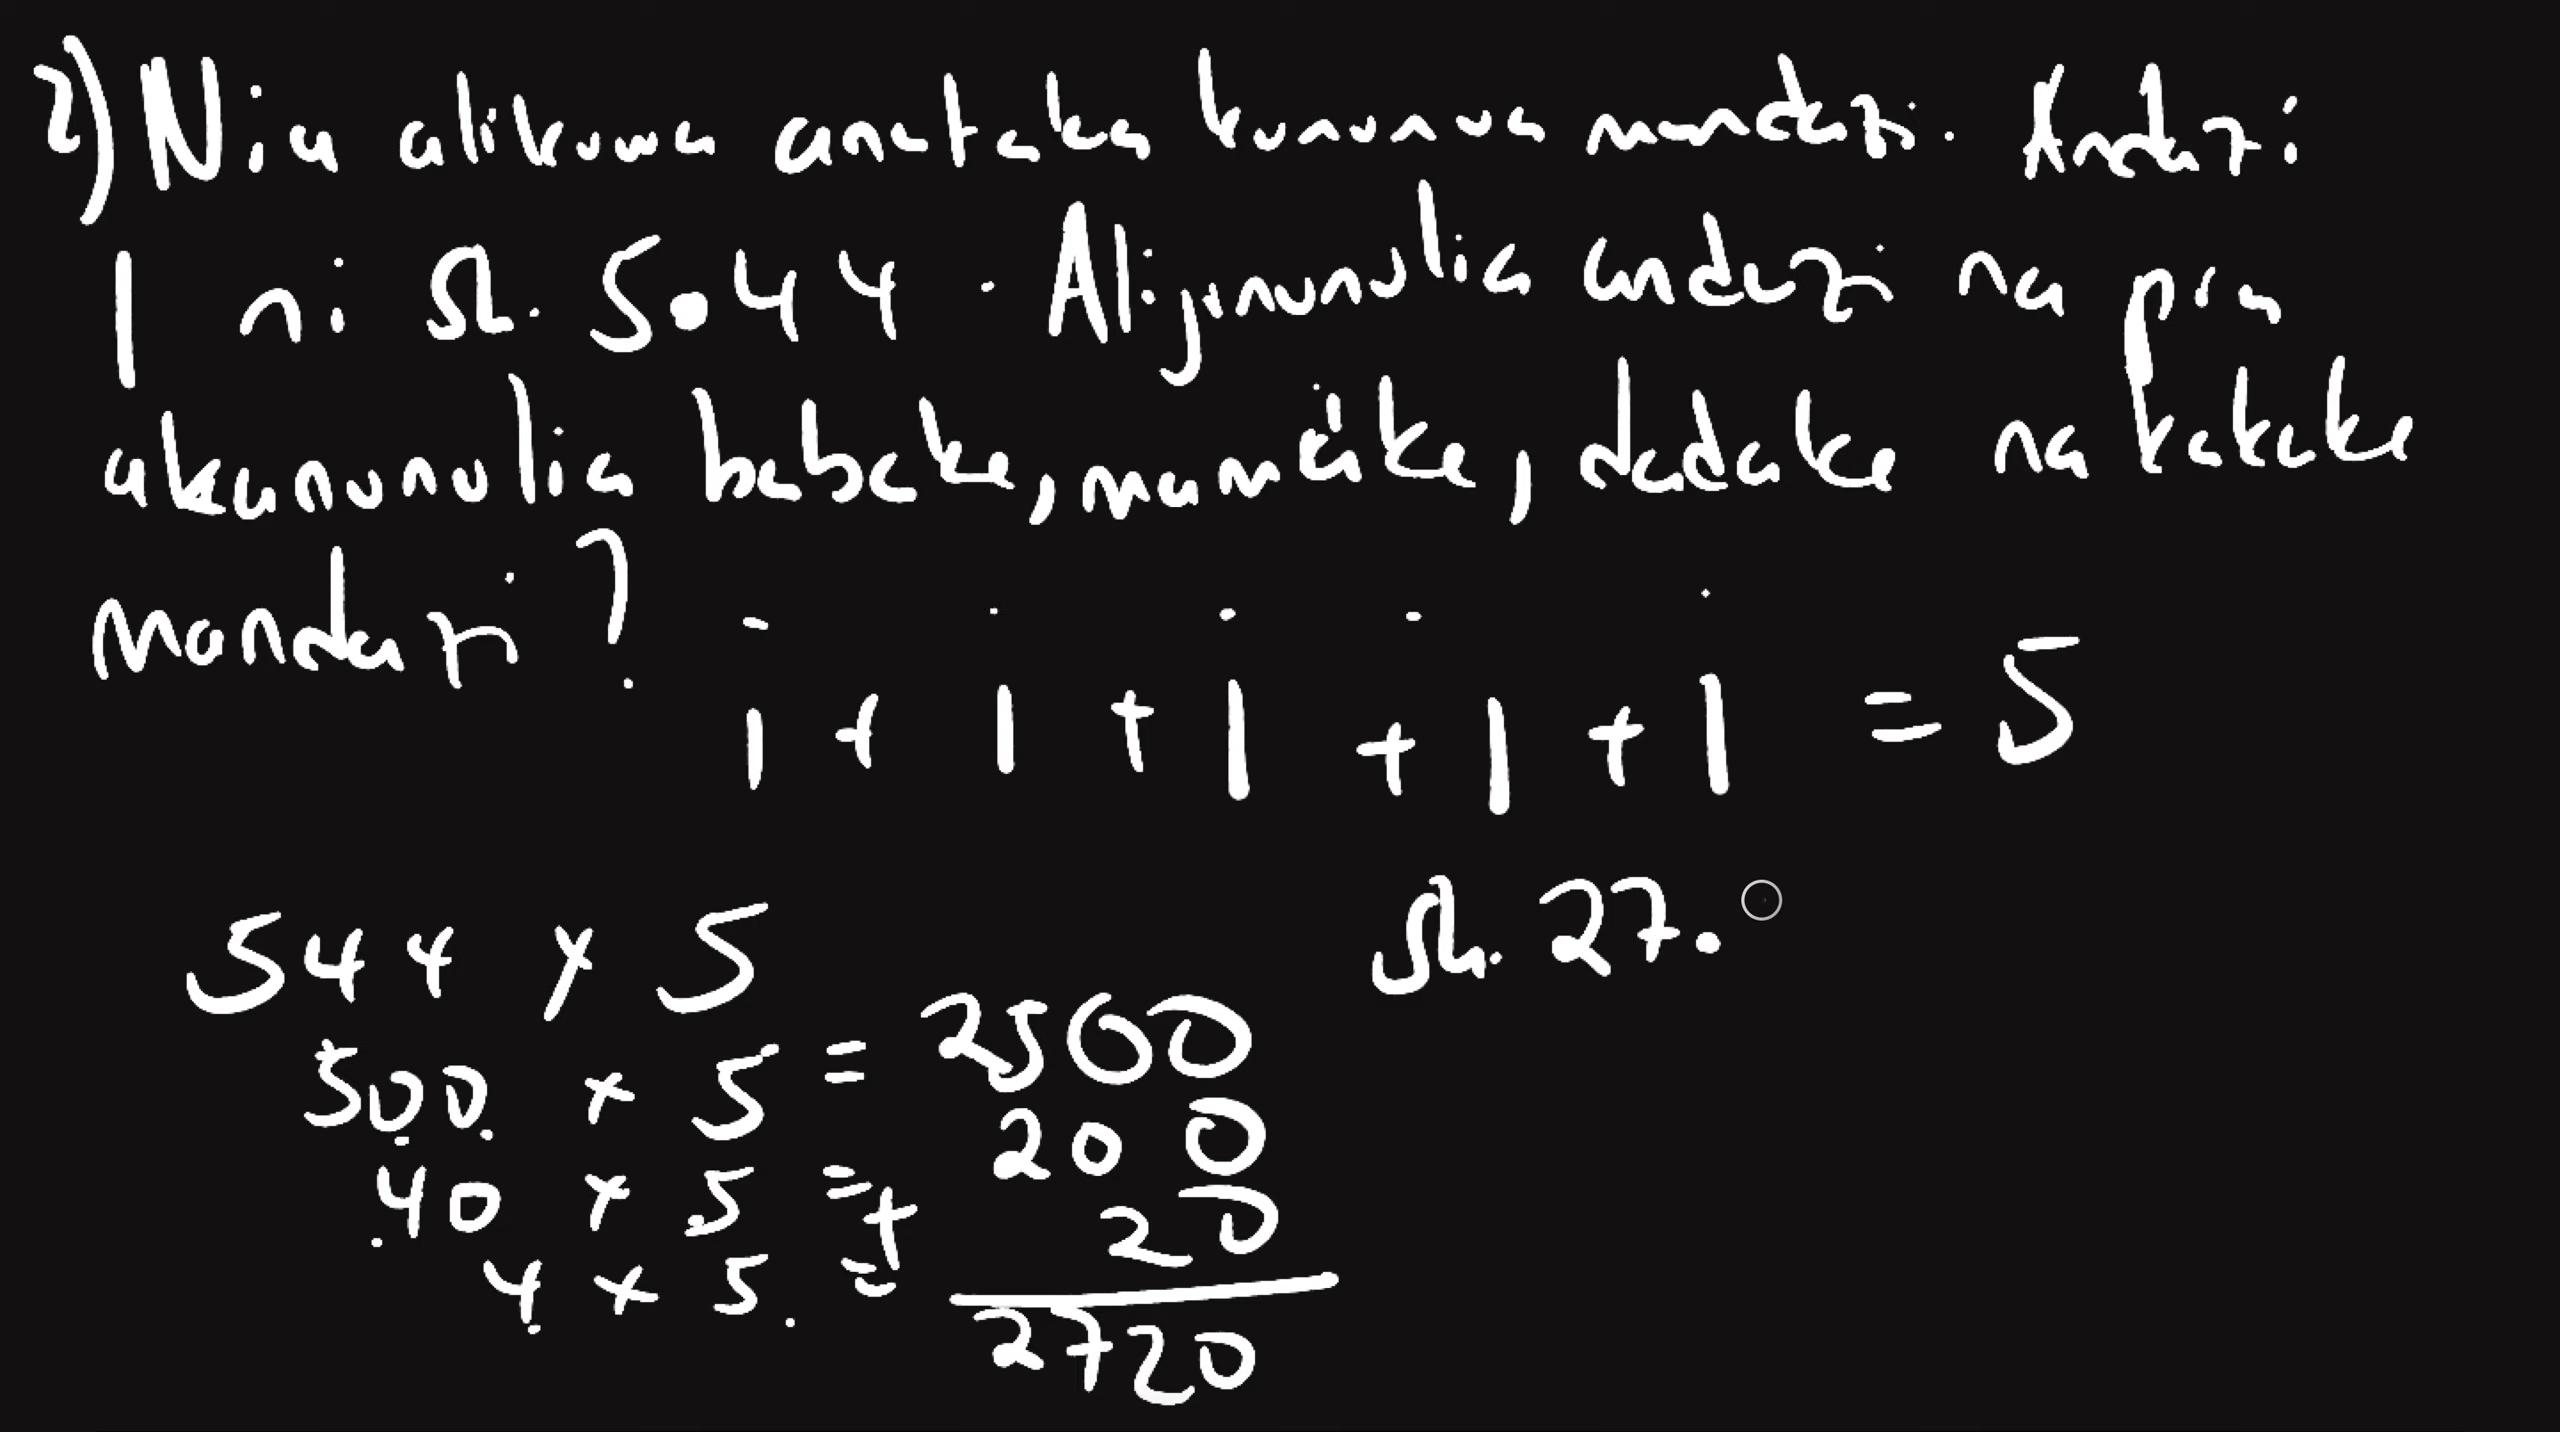 2) Nia alikuwa anataka kununua mandazi. Andazi
1 ni sh. 5.44. Alijinunulia andazi na pia
akanunulia babake, mamake, dadake na kakake
mandazi?
1 + 1 + 1 + 1 + 1 = 5
544 x 5
sh. 27.
500 x 5 = 2500
40 x 5 = 200
4 x 5 = + 20
2720